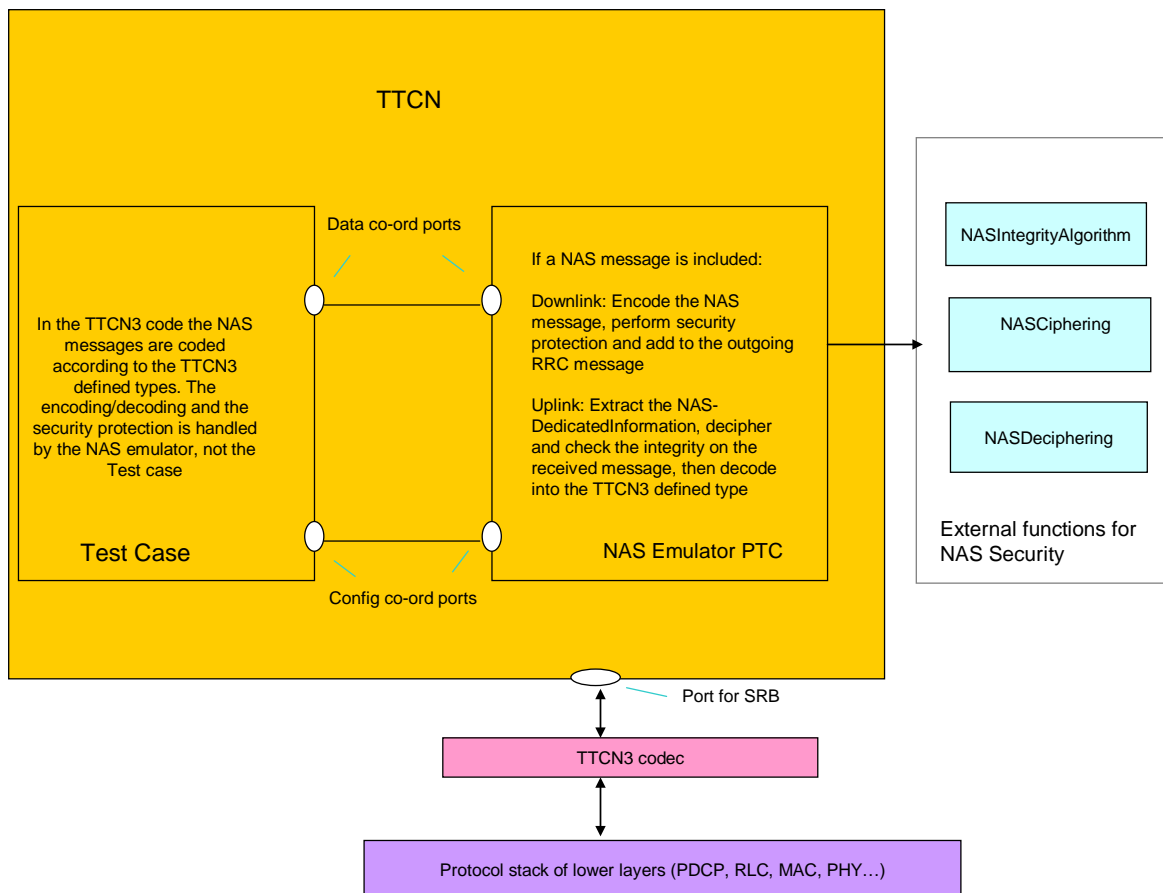 TTCN
Data co-ord ports
In the TTCN3 code the NAS
messages are coded
according to the TTCN3
defined types. The
encoding/decoding and the
security protection is handled
by the NAS emulator, not the
Test case
Test Case
If a NAS message is included:
Downlink: Encode the NAS
message, perform security
protection and add to the outgoing
RRC message
Uplink: Extract the NAS-
DedicatedInformation, decipher
and check the integrity on the
received message, then decode
into the TTCN3 defined type
NAS Emulator PTC
Config co-ord ports
NASIntegrityAlgorithm
NASCiphering
NASDeciphering
External functions for
NAS Security
Port for SRB
TTCN3 codec
Protocol stack of lower layers (PDCP, RLC, MAC, PHY…)